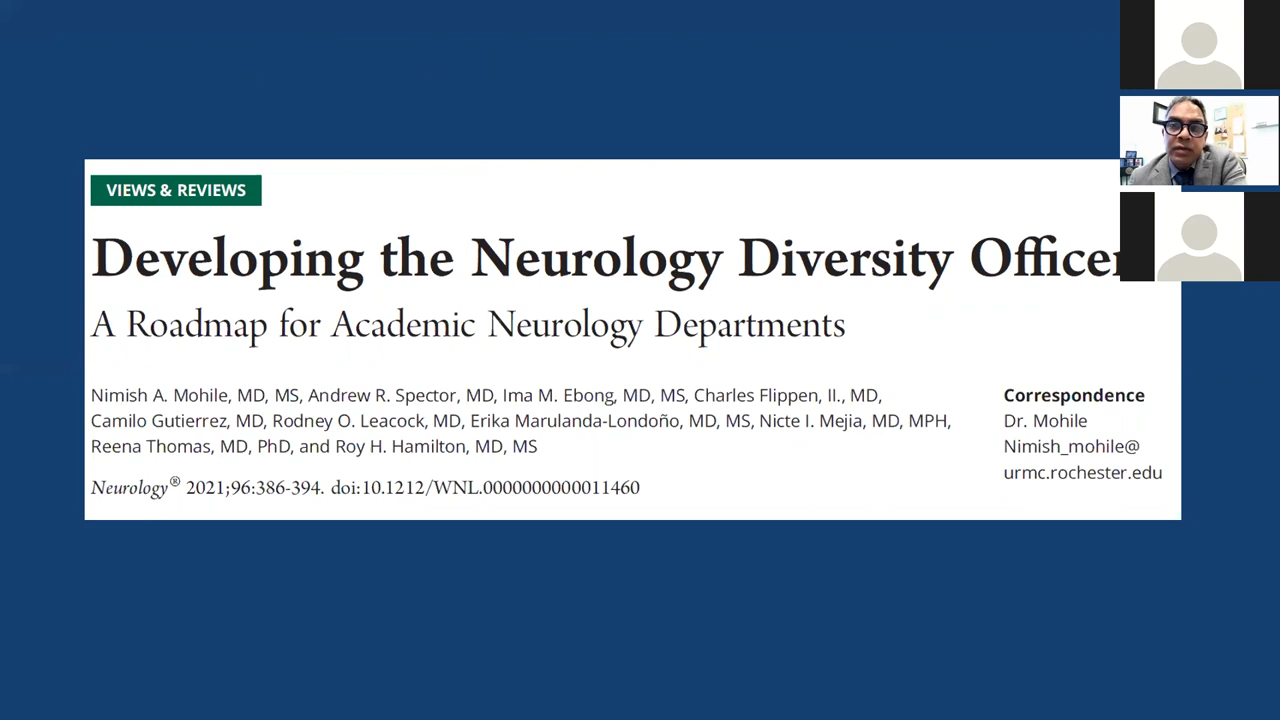 VIEWS & REVIEWS
Developing the Neurology Diversity Officer
A Roadmap for Academic Neurology Departments
Nimish A. Mohile, MD, MS, Andrew R. Spector, MD, Ima M. Ebong, MD, MS, Charles Flippen, II., MD,
Camilo Gutierrez, MD, Rodney O. Leacock, MD, Erika Marulanda-Londoño, MD, MS, Nicte I. Mejia, MD, MPH,
Reena Thomas, MD, PhD, and Roy H. Hamilton, MD, MS
Neurology® 2021;96:386-394. doi:10.1212/WNL.0000000000011460
Correspondence
Dr. Mohile
Nimish_mohile@
urmc.rochester.edu